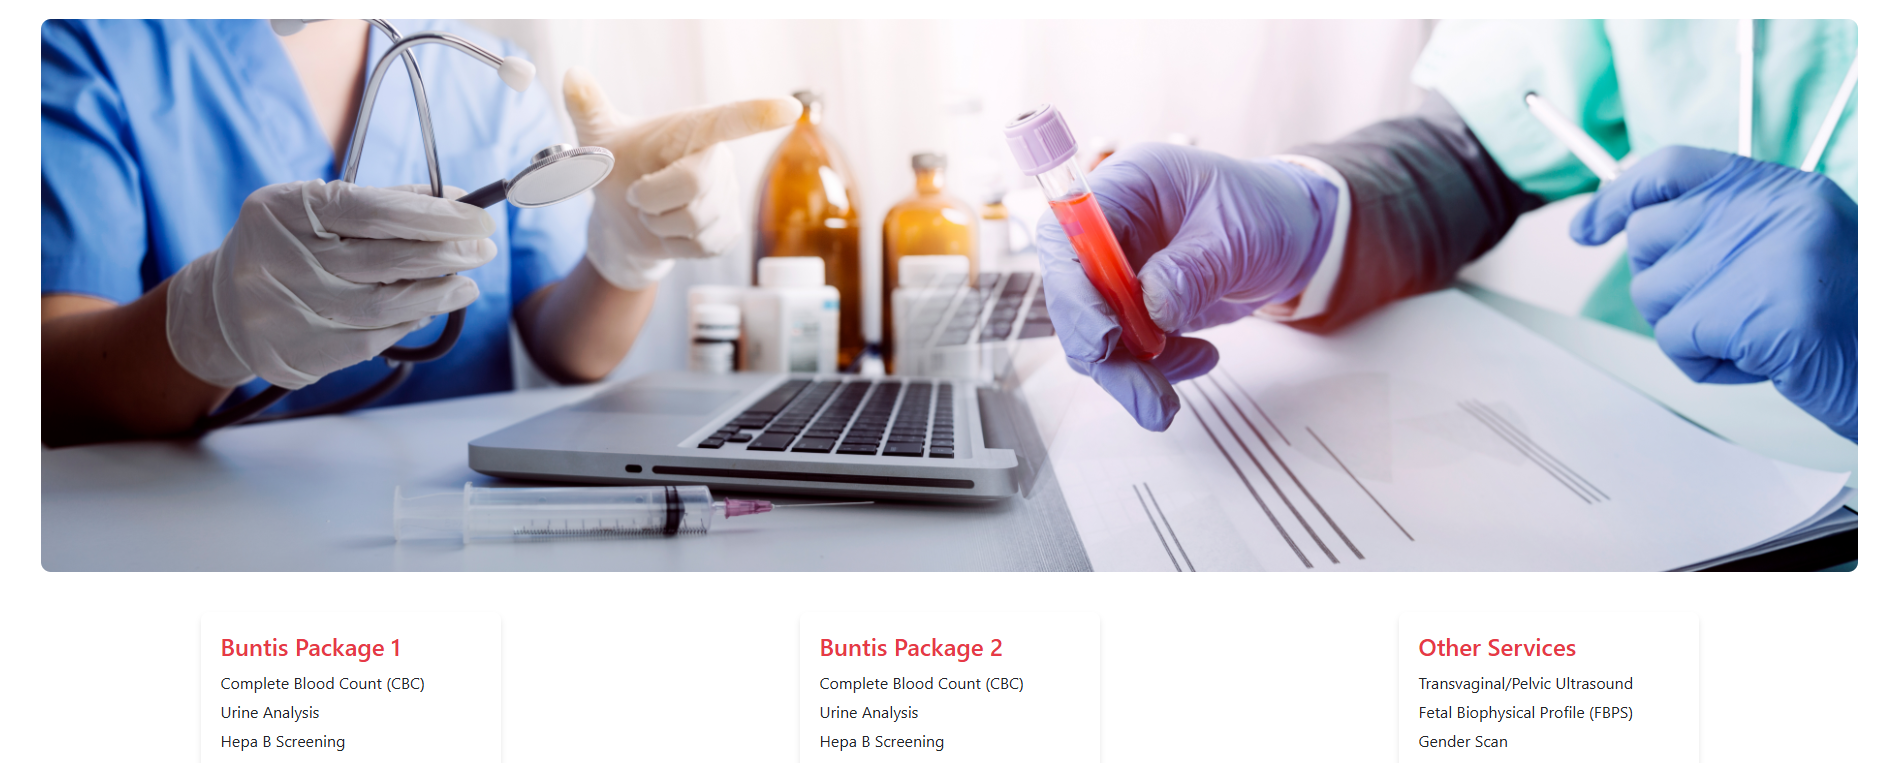 Buntis Package 1
Complete Blood Count (CBC)
Urine Analysis
Hepa B Screening
Buntis Package 2
Complete Blood Count (CBC)
Urine Analysis
Hepa B Screening
Other Services
Transvaginal/Pelvic Ultrasound
Fetal Biophysical Profile (FBPS)
Gender Scan